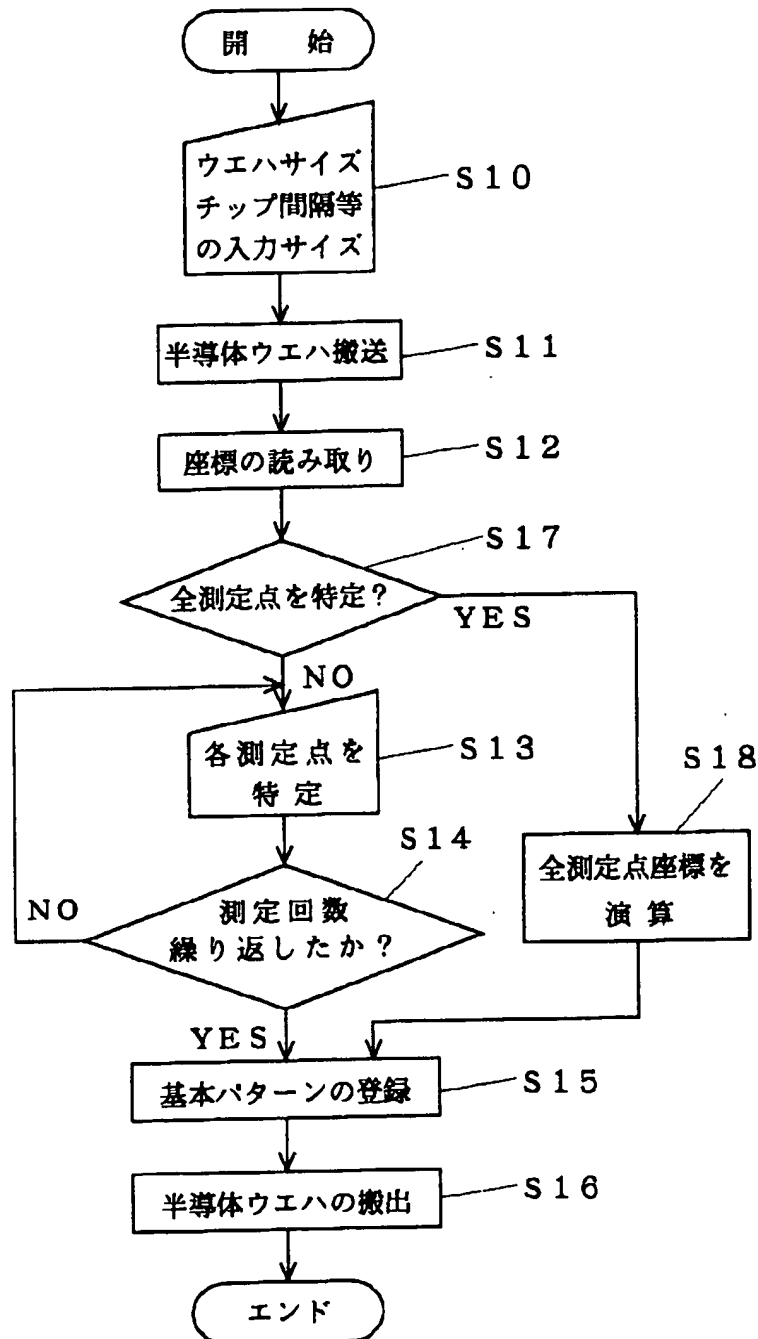 開 始
ウエハサイズ
チップ間隔等
の入力サイズ
S10
半導体ウエハ搬送
S11
座標の読み取り
S12
S17
全測定点を特定?
YES
NO
各測定点を
特定
S13
S18
S14
全測定点座標を
演算
NO
測定回数
繰り返したか?
YES
基本パターンの登録
S15
半導体ウエハの搬出
S16
エンド